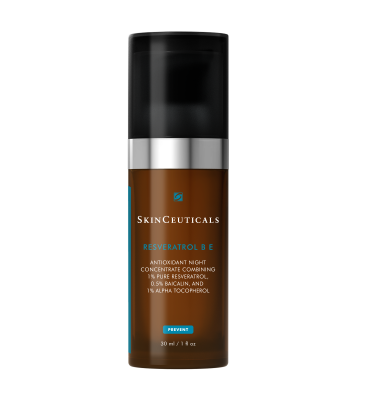 SKINCEUTICALS
RESVERATROL B E
ANTIOXIDANT NIGHT
CONCENTRATE COMBINING
1% PURE RESVERATROL,
0.5% BAICALIN, AND
1% ALPHA TOCOPHEROL
PREVENT
30 ml / 1 fl oz